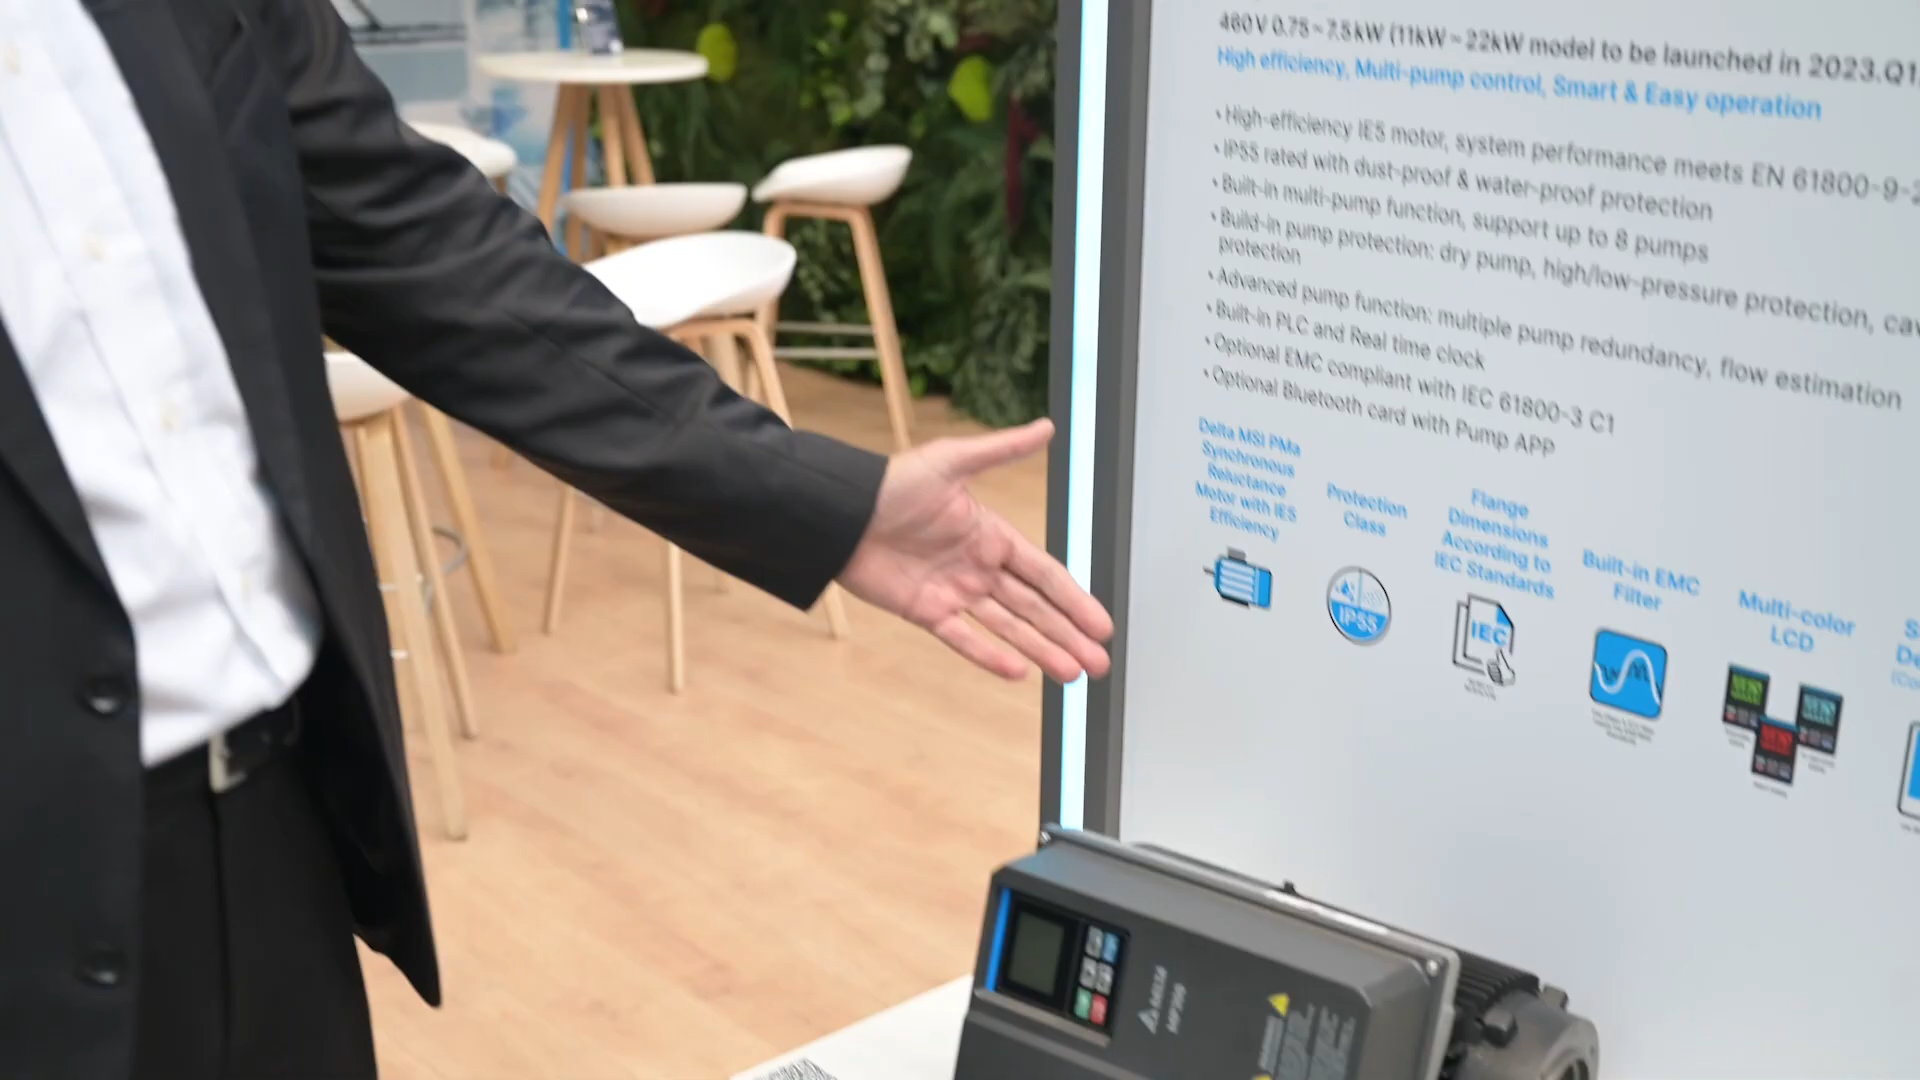 460V 0.75~7.5kW (11kW~22kW model to be launched in 2023.Q1
High efficiency, Multi-pump control, Smart & Easy operation
• High-efficiency IE5 motor, system performance meets EN 61800-9-2
• IP55 rated with dust-proof & water-proof protection
• Built-in multi-pump function, support up to 8 pumps
• Build-in pump protection: dry pump, high/low-pressure protection, cav
protection
• Advanced pump function: multiple pump redundancy, flow estimation
• Built-in PLC and Real time clock
• Optional EMC compliant with IEC 61800-3 C1
• Optional Bluetooth card with Pump APP
Delta MSI PMa
Synchronous
Reluctance
Motor with IE5
Efficiency
Protection
Class
IP55
Flange
Dimensions
According to
IEC Standards
IEC
Built-in EMC
Filter
Multi-color
LCD
DELTA
MP300